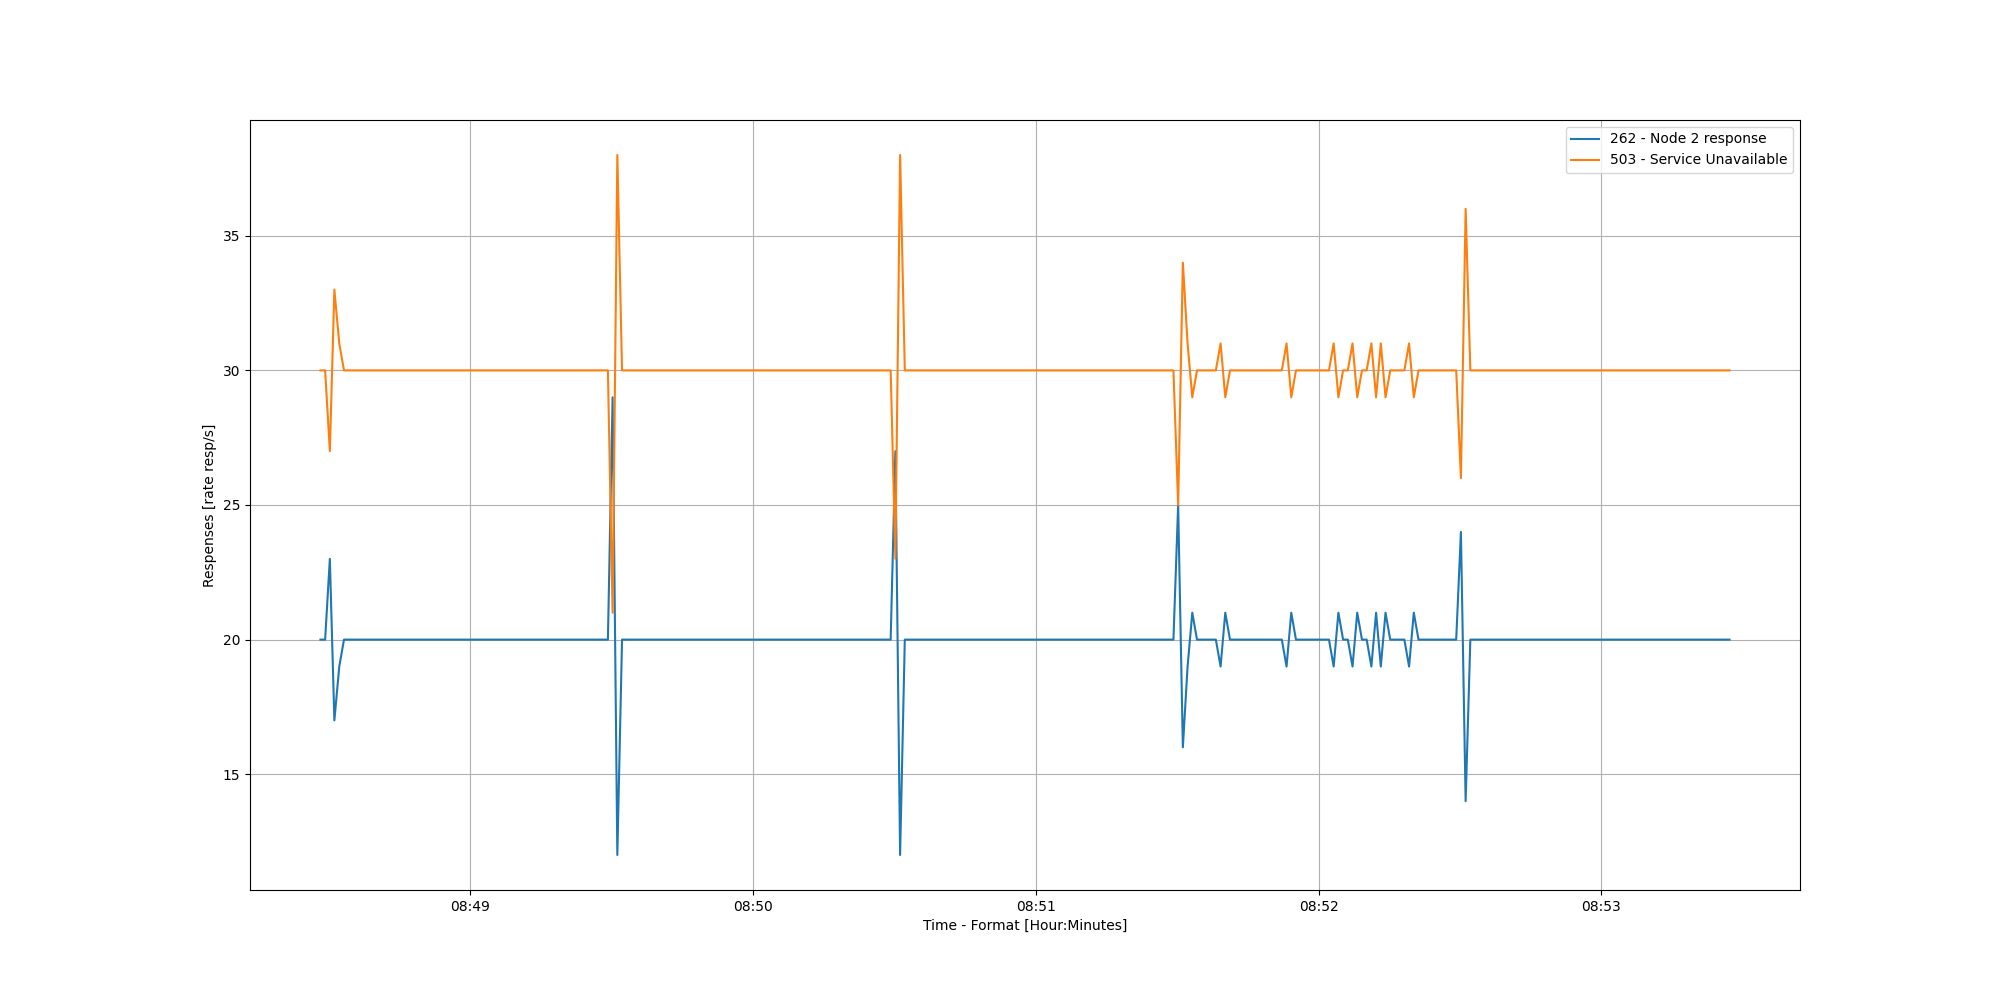 262 - Node 2 response
503 - Service Unavailable
35
30
25
20
15
Respenses [rate resp/s]
08:49
08:50
08:51
08:52
08:53
Time - Format [Hour:Minutes]